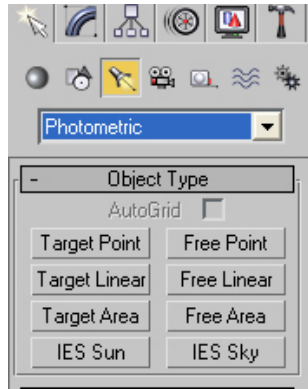 Photometric
- Object Type
AutoGrid
Target Point Free Point
Target Linear Free Linear
Target Area Free Area
IES Sun IES Sky